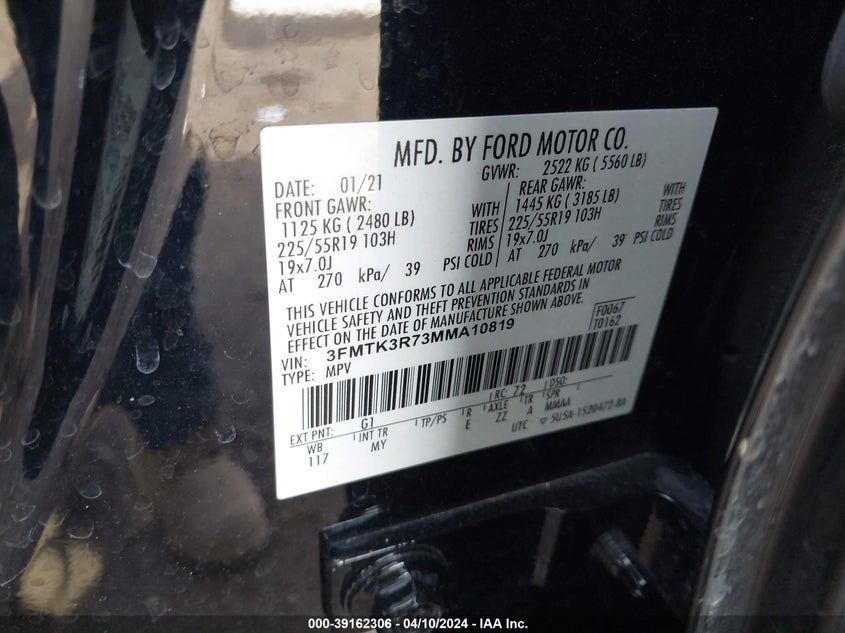 MFD. BY FORD MOTOR CO.
DATE: 01/21
GVWR: 2522 KG ( 5560 LB)
FRONT GAWR:
1125 KG ( 2480 LB) WITH
225/55R19 103H TIRES
19x7.0J RIMS
AT 270 kPa/ 39 PSI COLD
REAR GAWR:
1445 KG ( 3185 LB) WITH
225/55R19 103H TIRES
19x7.0J RIMS
AT 270 kPa/ 39 PSI COLD
THIS VEHICLE CONFORMS TO ALL APPLICABLE FEDERAL MOTOR
VEHICLE SAFETY AND THEFT PREVENTION STANDARDS IN
EFFECT ON THE DATE OF MANUFACTURE SHOWN ABOVE.
VIN: 3FMTK3R73MMA10819
TYPE: MPV
F0067
T0162
EXT PNT: G1 RC: 72 DSO:
WB INT TR TP/PS R AXLE TR SPR
117 MY E ZZ A MMAA
UTC 5USA-1520472-BA
000-39162306 - 04/10/2024 - IAA Inc.